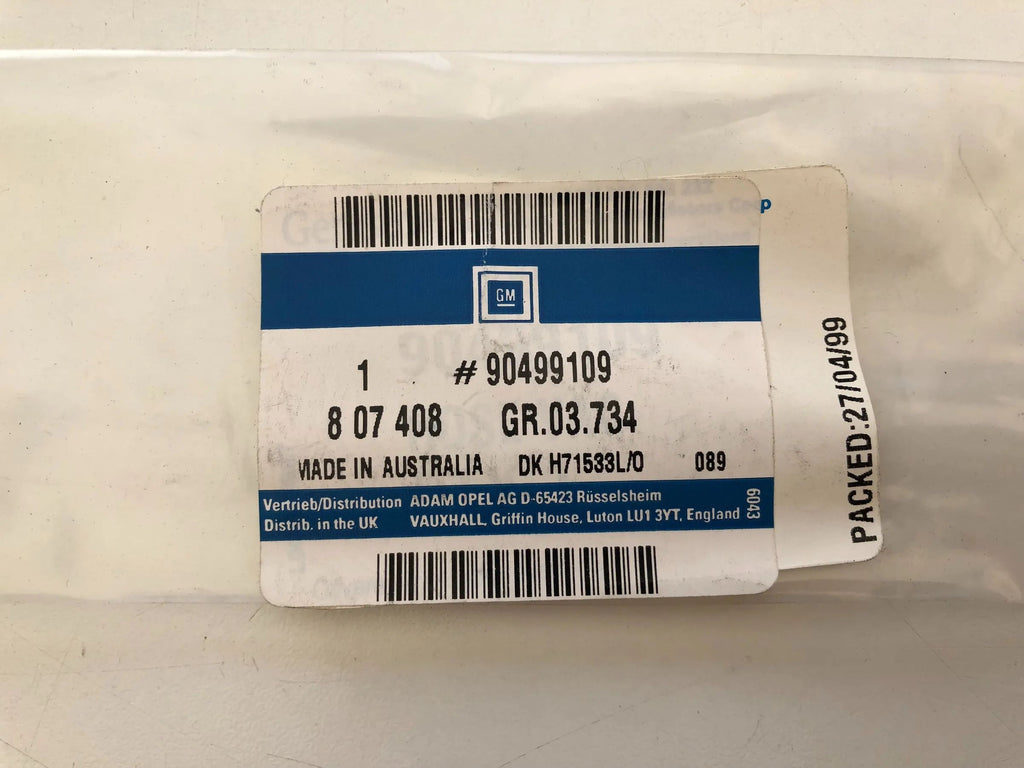 GM
1 # 90499109
8 07 408 GR.03.734
MADE IN AUSTRALIA DK H71533L/0 089
Vertrieb/Distribution ADAM OPEL AG D-65423 Rüsselsheim
Distrib. in the UK VAUXHALL, Griffin House, Luton LU1 3YT, England
6043
PACKED:27/04/99